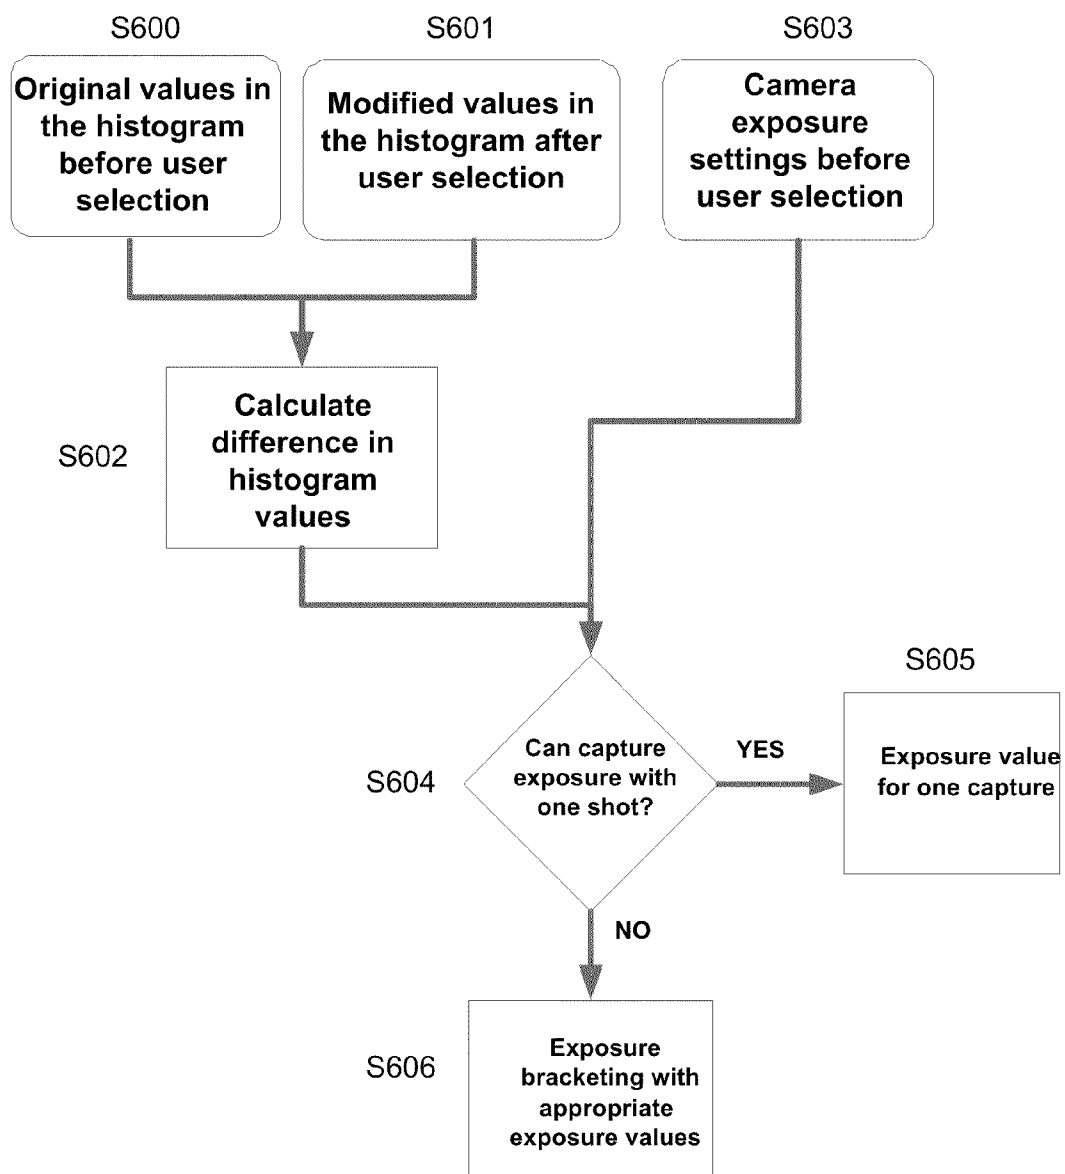 S600
S601
S603
Original values in
the histogram
before user
selection
Modified values in
the histogram after
user selection
Camera
exposure
settings before
user selection
Calculate
difference in
histogram
values
S602
S605
Can capture
exposure with
one shot?
S604
YES
Exposure value
for one capture
NO
Exposure
bracketing with
appropriate
exposure values
S606